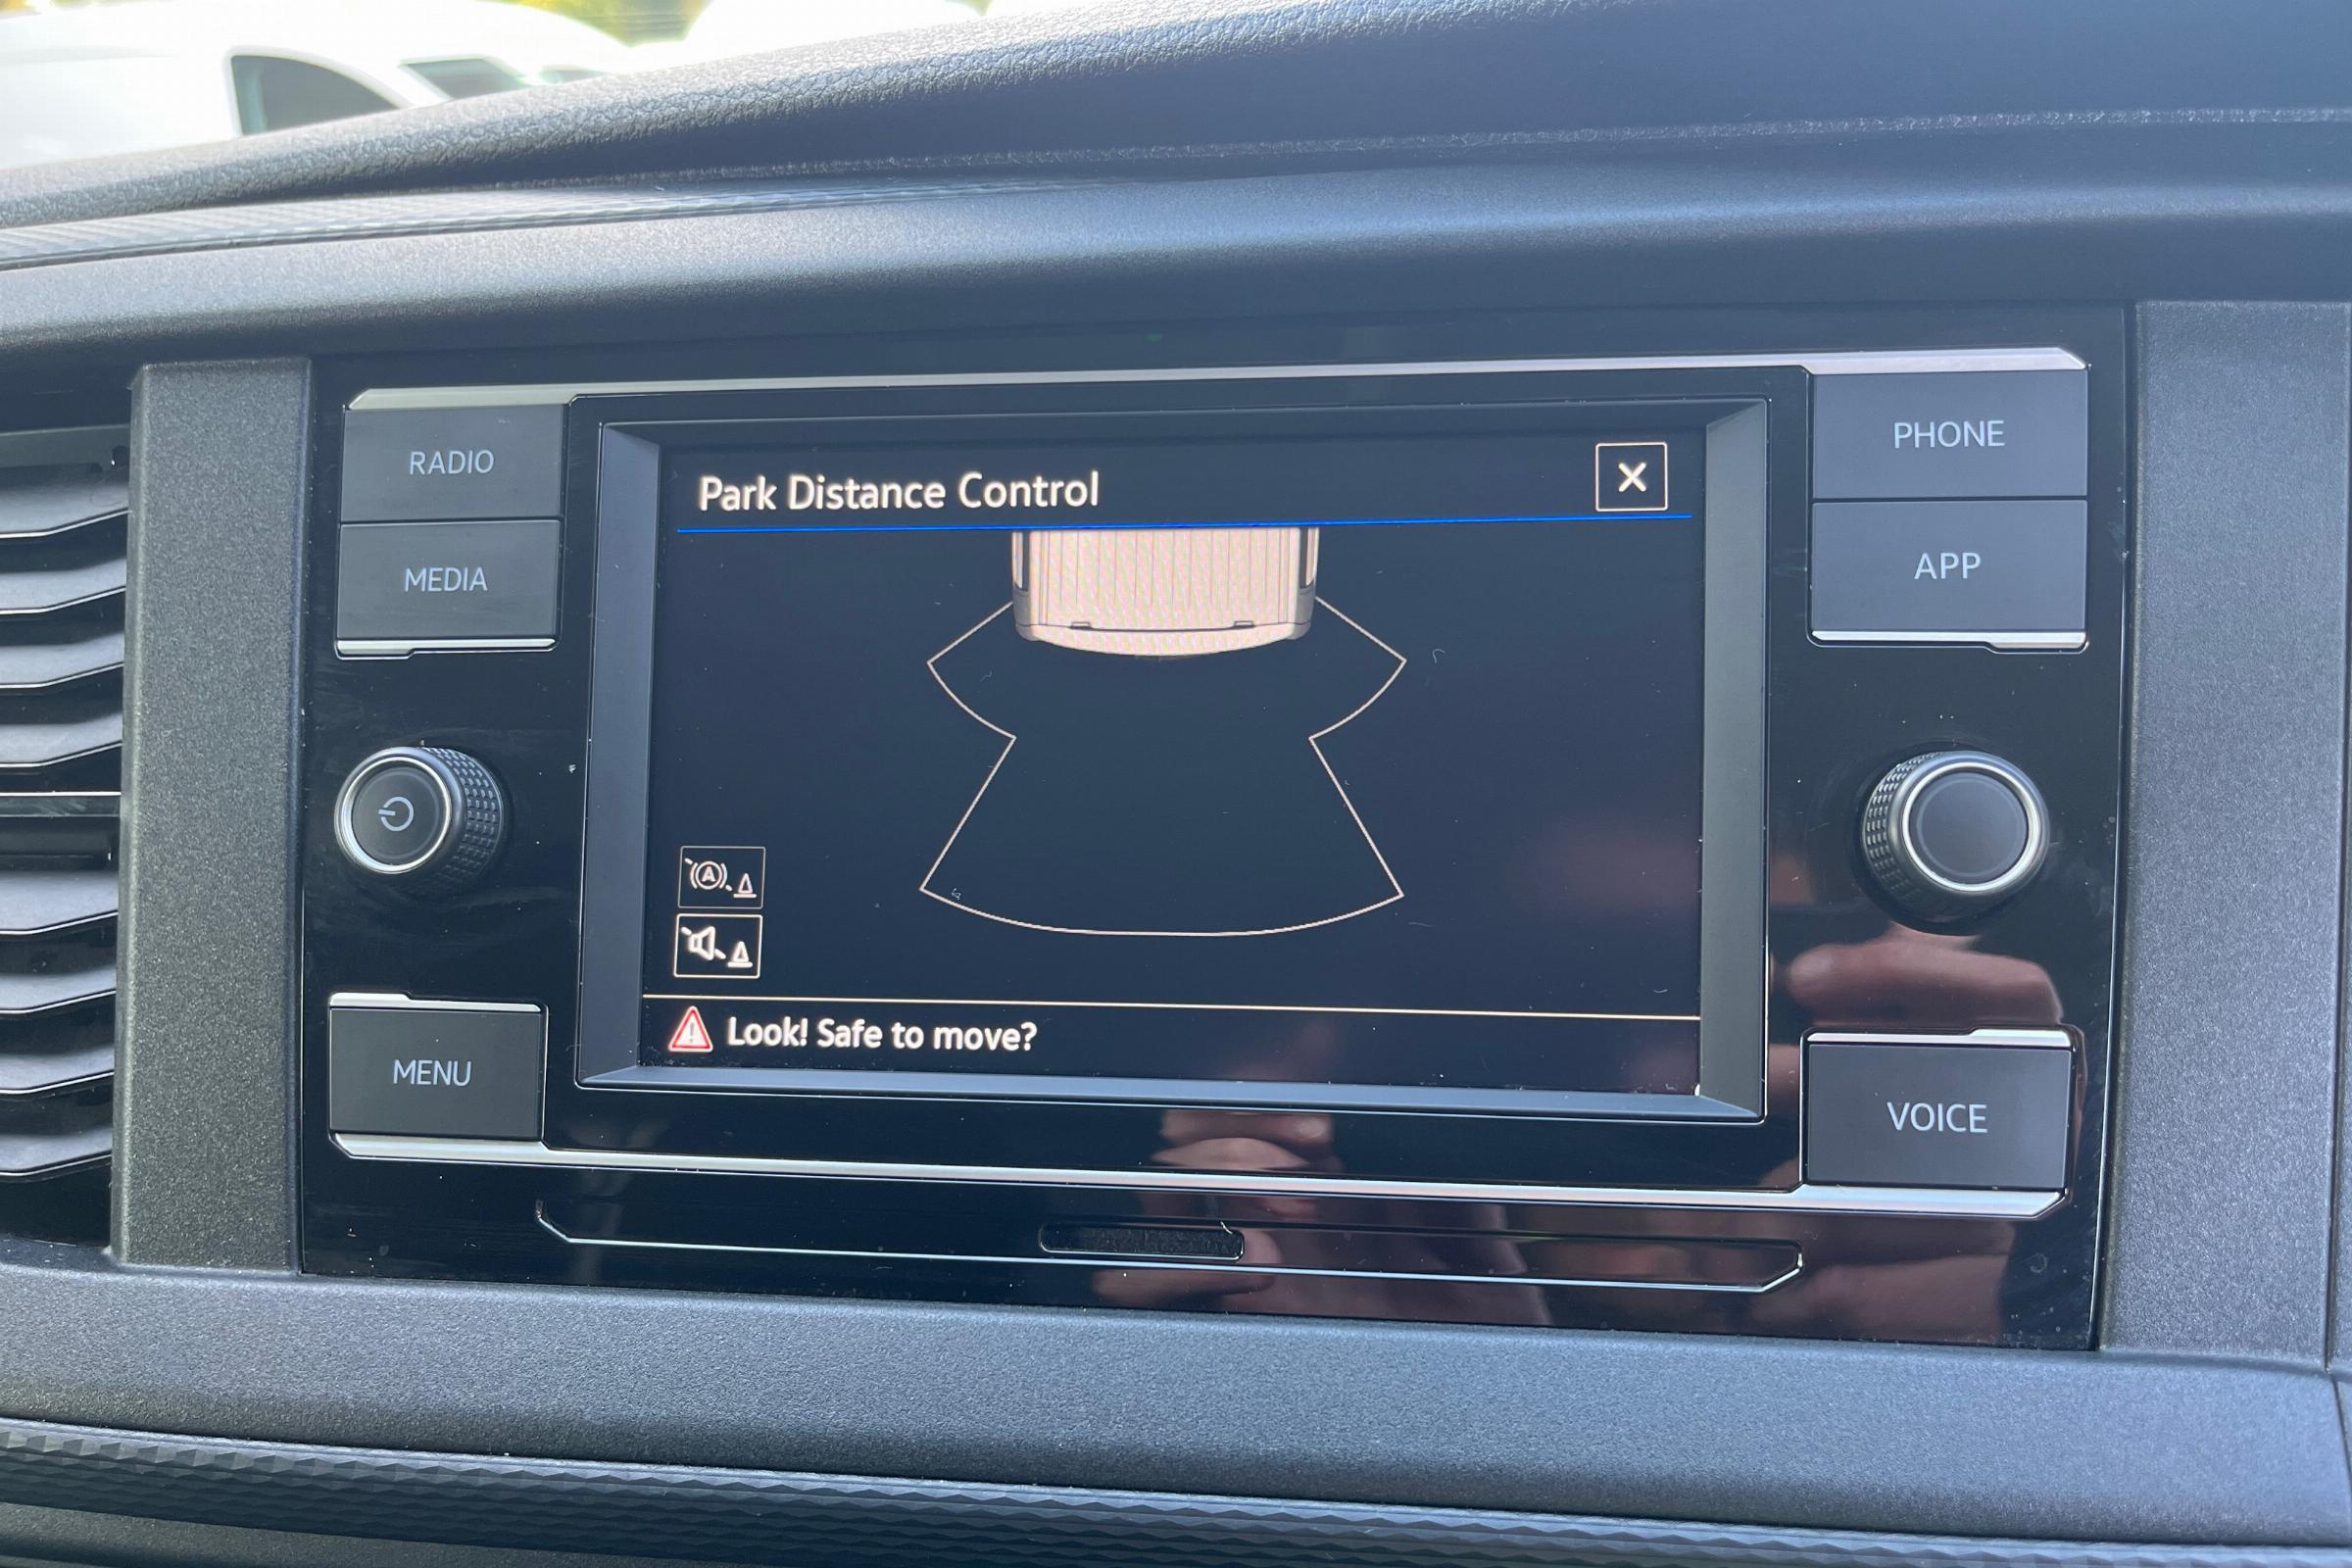 RADIO
MEDIA
MENU
Park Distance Control
A
Look! Safe to move?
PHONE
APP
VOICE